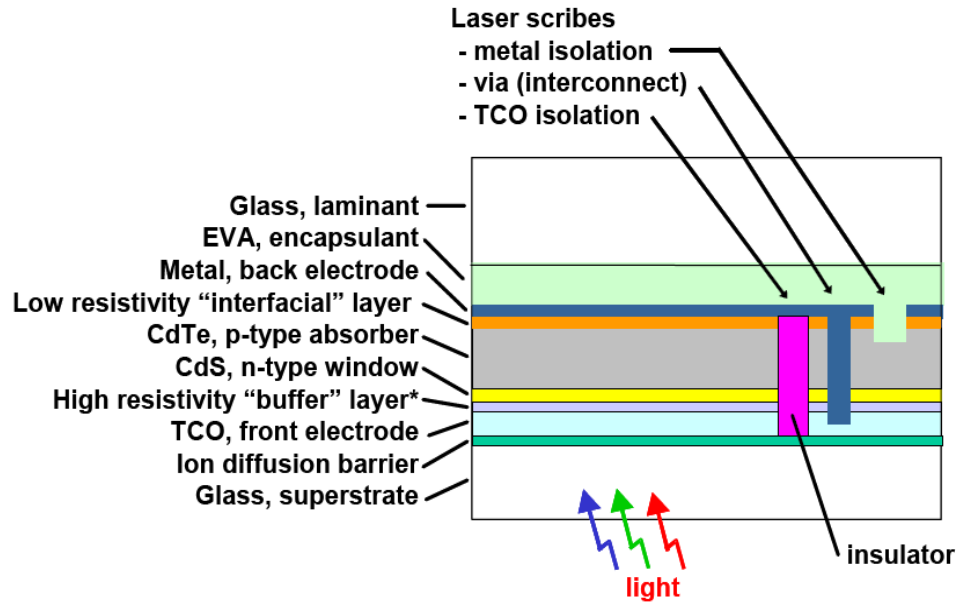 Laser scribes
- metal isolation
- via (interconnect)
- TCO isolation
Glass, laminant
EVA, encapsulant
Metal, back electrode
Low resistivity “interfacial” layer
CdTe, p-type absorber
CdS, n-type window
High resistivity “buffer” layer*
TCO, front electrode
Ion diffusion barrier
Glass, superstrate
insulator
light